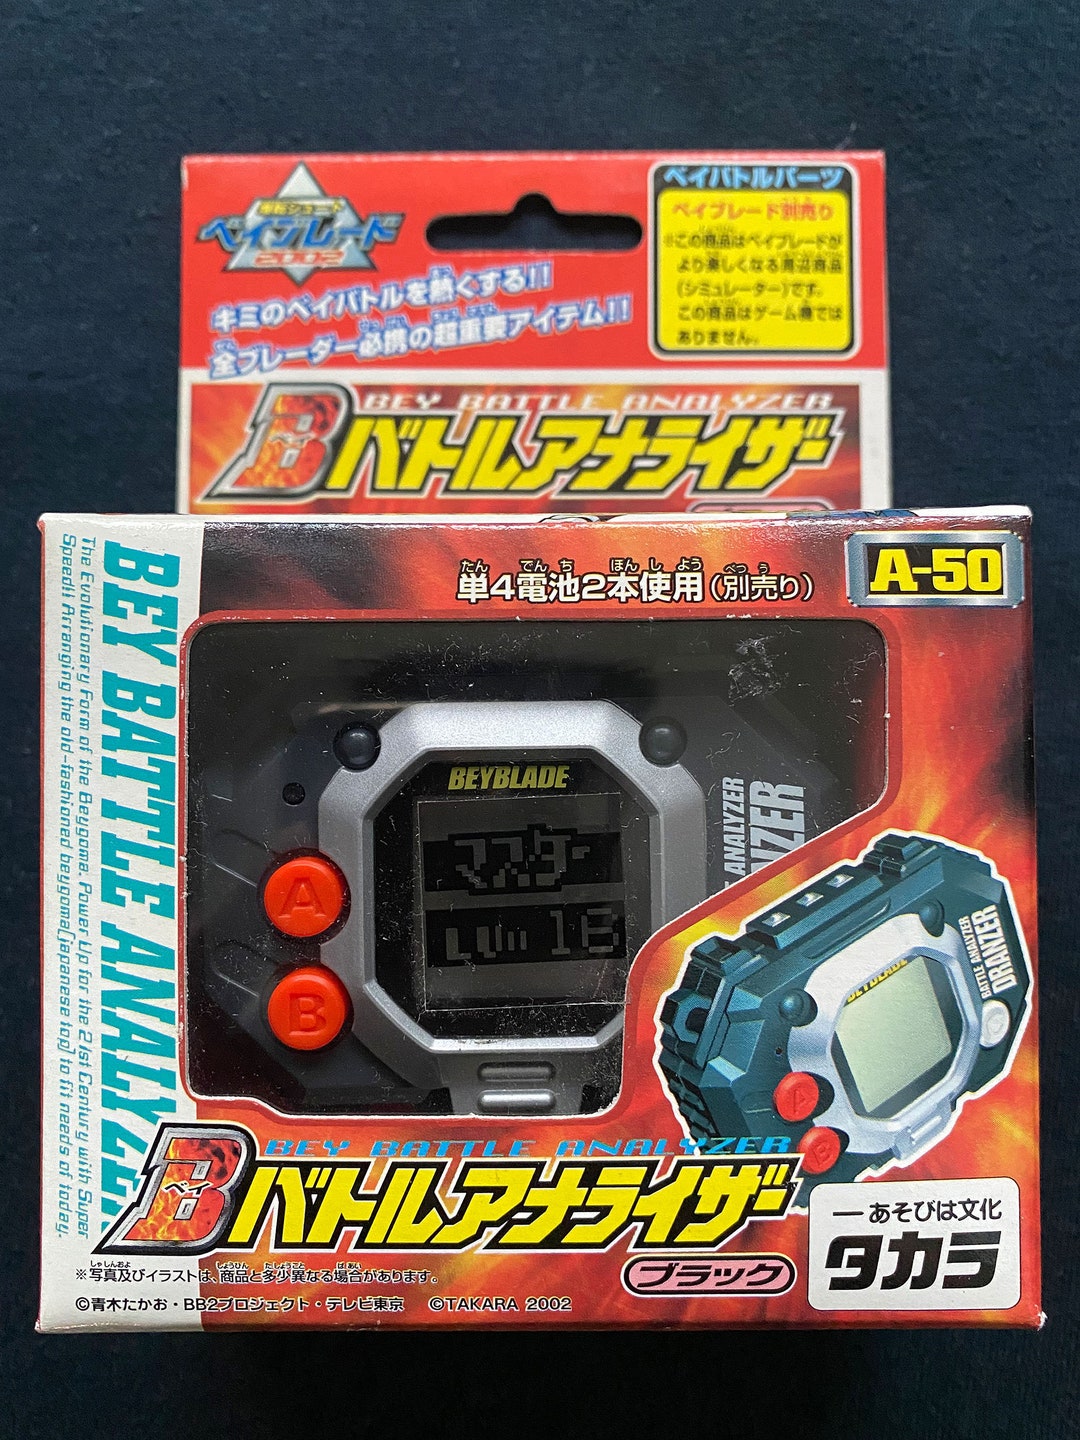 爆転シュート
ベイブレード
2002
キミのベイバトルを熱くする!!
全ブレーダー必携の超重要アイテム!!
ベイバトルパーツ
ベイブレード別売り
※この商品はベイブレードが
より楽しくなる周辺商品
(シミュレーター)です。
この商品はゲーム機では
ありません。
BEY BATTLE ANALYZER
B
ベイ
バトルアナライザー
A-50
単4電池2本使用(別売り)
BEY BATTLE ANALYZER
The Evolutionary Form of the Beygoma. Power Up for the 21st Century with Super
Speed!! Arranging the old-fashioned beygoma(japanese top) to fit needs of today.
BEYBLADE
マスター
LV 16
A
B
ANALYZER
BEYBLADE
BATTLE ANALYZER
DRANZER
A
B
BEY BATTLE ANALYZER
B
ベイ
バトルアナライザー
ブラック
―あそびは文化
タカラ
※写真及びイラストは、商品と多少異なる場合があります。
©青木たかお・BB2プロジェクト・テレビ東京 ©TAKARA 2002